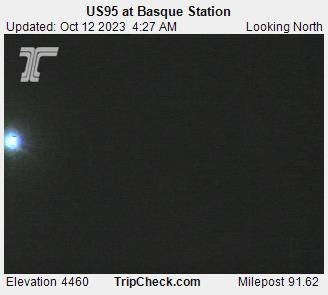 US95 at Basque Station
Updated: Oct 12 2023 4:27 AM Looking North
Elevation 4460 TripCheck.com Milepost 91.62